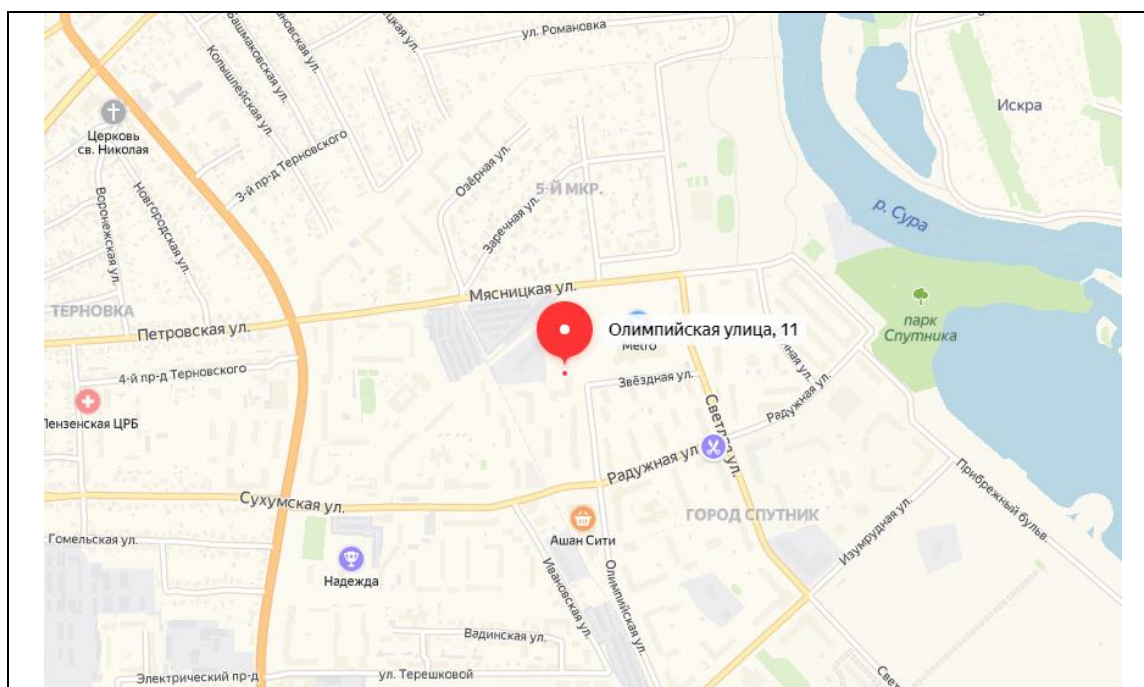 ул. Романовка
Башмаковская ул.
Колышлейская ул.
Искра
Церковь
св. Николая
3-й пр-д Терновского
Озёрная ул.
5-Й МКР.
Воронежская ул.
Новгородская ул.
Заречная ул.
р. Сура
Мясницкая ул.
ТЕРНОВКА
Петровская ул.
Олимпийская улица, 11
Metro
парк
Спутника
4-й пр-д Терновского
Звёздная ул.
Пензенская ЦРБ
Светлая ул.
Радужная ул.
Радужная ул.
Сухумская ул.
ГОРОД СПУТНИК
Прибрежный бульв.
Изумрудная ул.
Гомельская ул.
Ашан Сити
Надежда
Ивановская ул.
Олимпийская ул.
Вадинская ул.
Электрический пр-д
ул. Терешковой